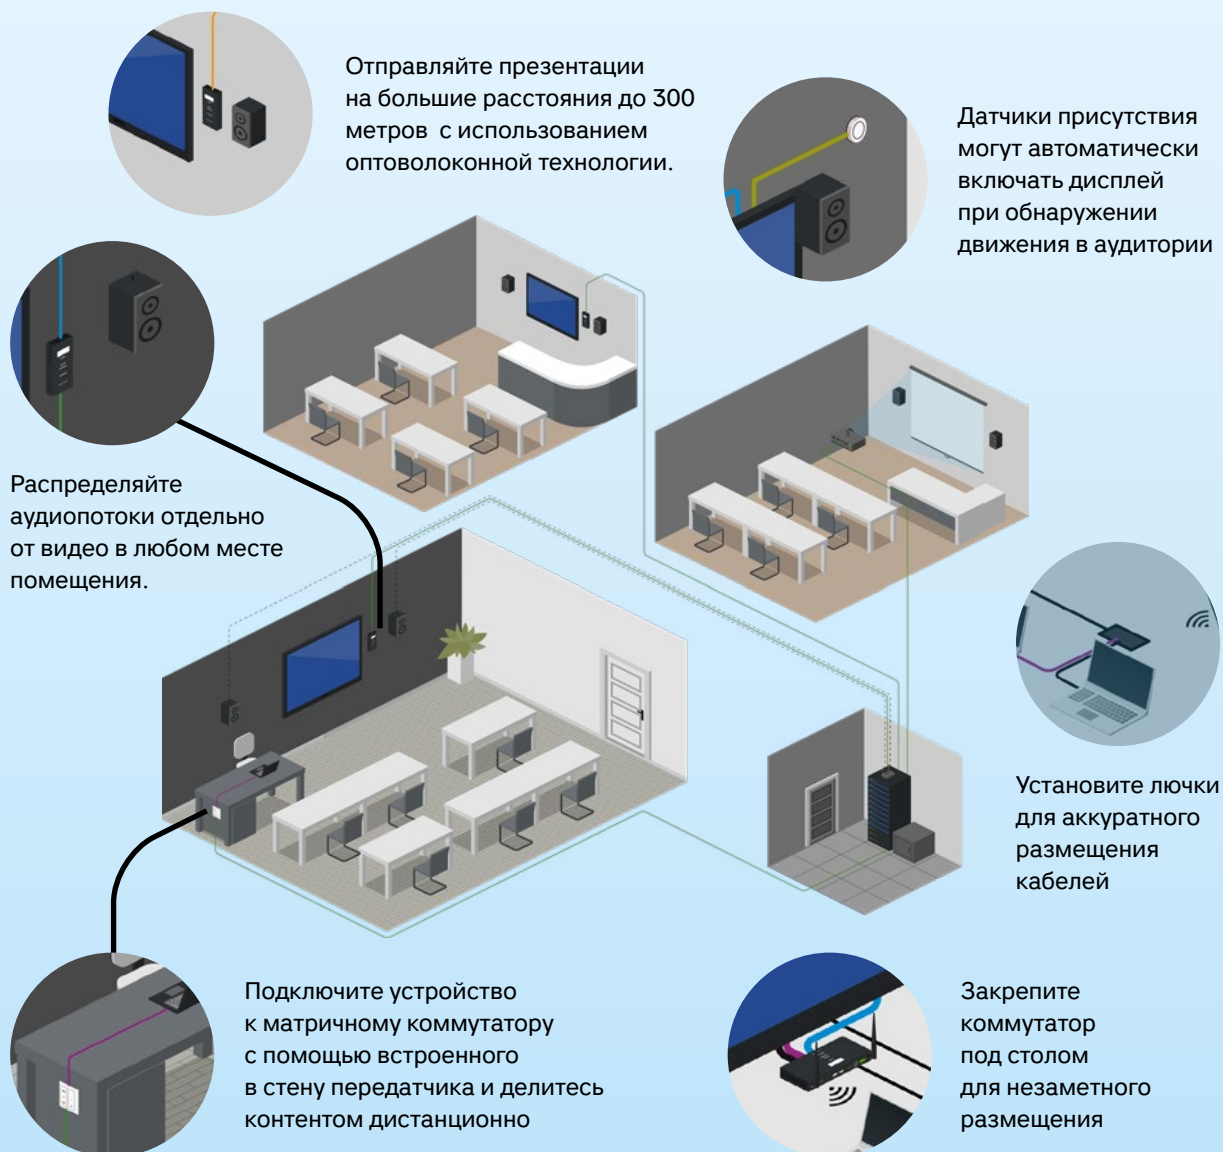 Отправляйте презентации
на большие расстояния до 300
метров с использованием
оптоволоконной технологии.
Датчики присутствия
могут автоматически
включать дисплей
при обнаружении
движения в аудитории
Распределяйте
аудиопотоки отдельно
от видео в любом месте
помещения.
Установите лючки
для аккуратного
размещения
кабелей
Подключите устройство
к матричному коммутатору
с помощью встроенного
в стену передатчика и делитесь
контентом дистанционно
Закрепите
коммутатор
под столом
для незаметного
размещения